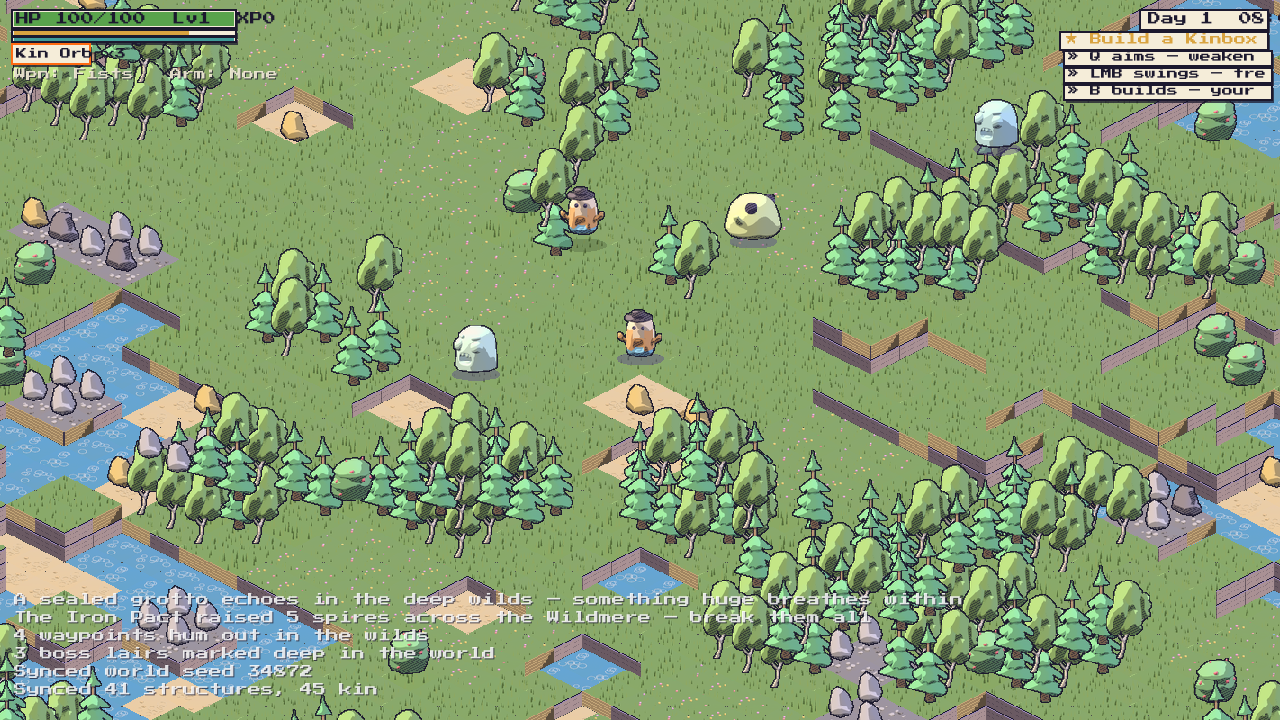 HP 100/100 Lv1 XP0
Kin Orb x3
Wpn: Fists Arm: None
Day 1 08
★ Build a Kinbox
» Q aims — weaken
» LMB swings — tre
» B builds — your
A sealed grotto echoes in the deep wilds — something huge breathes within
The Iron Pact raised 5 spires across the Wildmere — break them all
4 waypoints hum out in the wilds
3 boss lairs marked deep in the world
Synced world seed 34872
Synced 41 structures, 45 kin